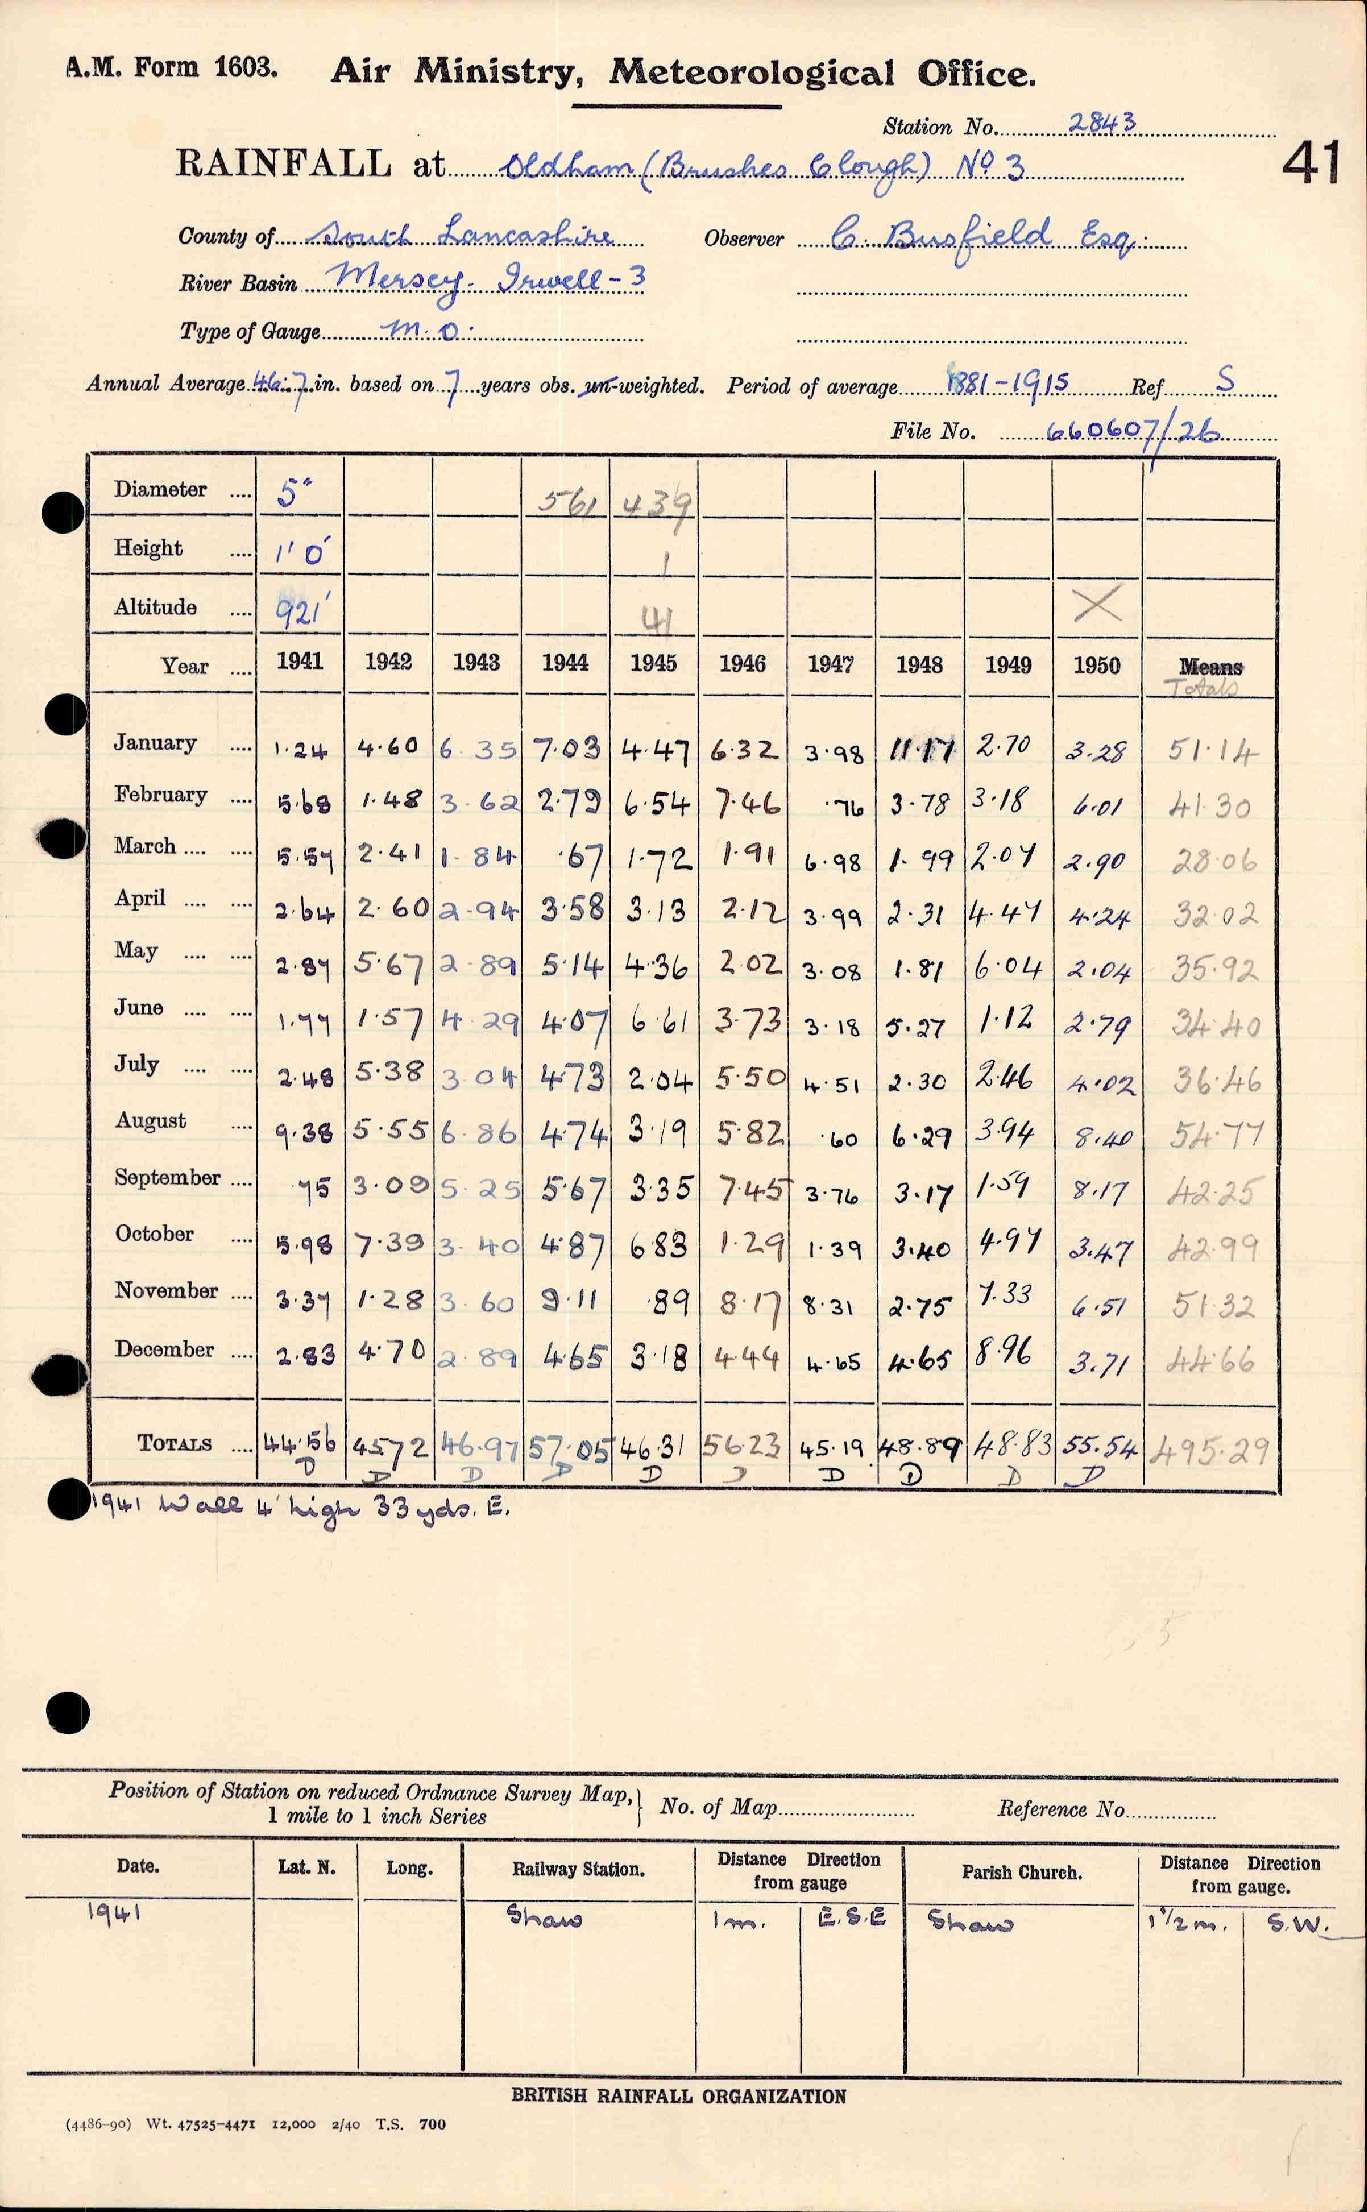 A.M. Form 1603. Air Ministry, Meteorological Office.
Station No. 2843
RAINFALL at Oldham (Brushes Clough) No 3 41
County of South Lancashire Observer C. Busfield Esq.
River Basin Mersey. Irwell - 3
Type of Gauge M.O.
Annual Average 46.7 in. based on 7 years obs. un-weighted. Period of average 1881-1915 Ref S
File No. 660607/26
Diameter .... 5" 561 439
Height .... 1' 0" 1
Altitude .... 921' 41 X
Year .... 1941 1942 1943 1944 1945 1946 1947 1948 1949 1950 Means
Totals
January .... 1.24 4.60 6.35 7.03 4.47 6.32 3.98 11.17 2.70 3.28 51.14
February .... 5.68 1.48 3.62 2.79 6.54 7.46 .76 3.78 3.18 6.01 41.30
March .... .... 5.57 2.41 1.84 .67 1.72 1.91 6.98 1.99 2.07 2.90 28.06
April .... .... 2.64 2.60 2.94 3.58 3.13 2.12 3.99 2.31 4.47 4.24 32.02
May .... .... 2.87 5.67 2.89 5.14 4.36 2.02 3.08 1.81 6.04 2.04 35.92
June .... .... 1.77 1.57 4.29 4.07 6.61 3.73 3.18 5.27 1.12 2.79 34.40
July .... .... 2.48 5.38 3.04 4.73 2.04 5.50 4.51 2.30 2.46 4.02 36.46
August .... 9.38 5.55 6.86 4.74 3.19 5.82 .60 6.29 3.94 8.40 54.77
September .... 75 3.09 5.25 5.67 3.35 7.45 3.76 3.17 1.59 8.17 42.25
October .... 5.98 7.39 3.40 4.87 6.83 1.29 1.39 3.40 4.97 3.47 42.99
November .... 3.37 1.28 3.60 9.11 .89 8.17 8.31 2.75 7.33 6.51 51.32
December .... 2.83 4.70 2.89 4.65 3.18 4.44 4.65 4.65 8.96 3.71 44.66
TOTALS .... 44.56 45.72 46.97 57.05 46.31 56.23 45.19 48.89 48.83 55.54 495.29
D D D D D D D D D D
1941 Wall 4' high 33 yds. E.
Position of Station on reduced Ordnance Survey Map, No. of Map Reference No.
1 mile to 1 inch Series
Date. Lat. N. Long. Railway Station. Distance Direction from gauge Parish Church. Distance Direction from gauge.
1941 Shaw 1 m. E.S.E Shaw 1 1/2 m. S.W.
BRITISH RAINFALL ORGANIZATION
(4486-90) Wt. 47525-4471 12,000 2/40 T.S. 700